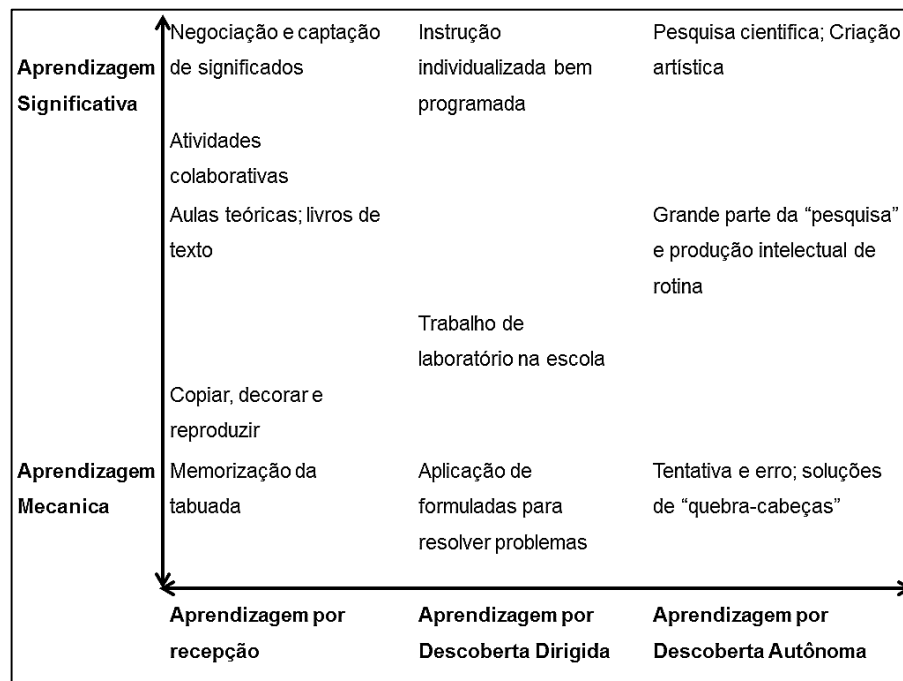 Aprendizagem
Significativa
Negociação e captação
de significados
Instrução
individualizada bem
programada
Pesquisa cientifica; Criação
artística
Atividades
colaborativas
Aulas teóricas; livros de
texto
Grande parte da “pesquisa”
e produção intelectual de
rotina
Trabalho de
laboratório na escola
Copiar, decorar e
reproduzir
Aprendizagem
Mecanica
Memorização da
tabuada
Aplicação de
formuladas para
resolver problemas
Tentativa e erro; soluções
de “quebra-cabeças”
Aprendizagem por
recepção
Aprendizagem por
Descoberta Dirigida
Aprendizagem por
Descoberta Autônoma